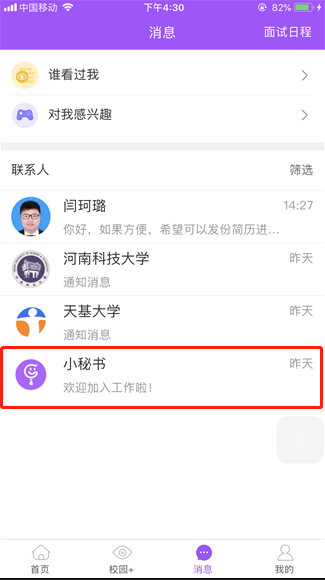 中国移动 下午4:30 82%
消息 面试日程
谁看过我
对我感兴趣
联系人 筛选
闫珂璐 14:27
你好，如果方便，希望可以发份简历进...
河南科技大学 昨天
通知消息
天基大学 昨天
通知消息
小秘书 昨天
欢迎加入工作啦！
首页 校园+ 消息 我的